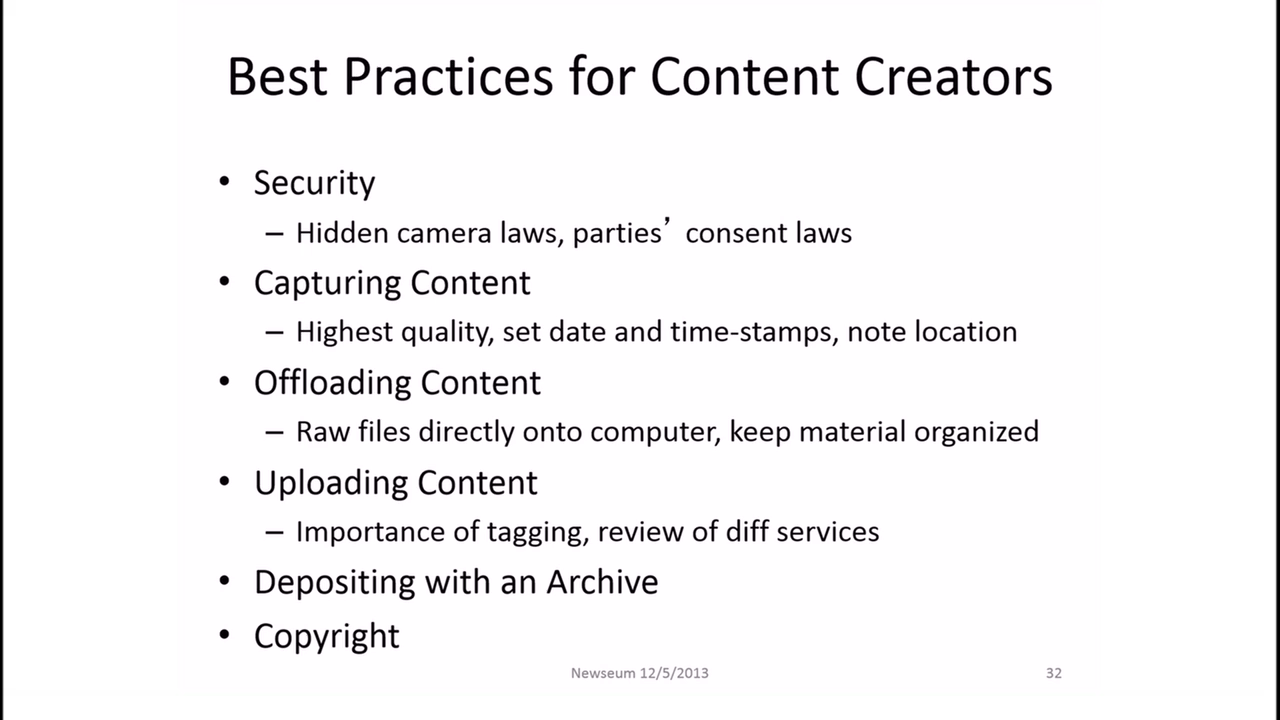 Best Practices for Content Creators
• Security
– Hidden camera laws, parties’ consent laws
• Capturing Content
– Highest quality, set date and time-stamps, note location
• Offloading Content
– Raw files directly onto computer, keep material organized
• Uploading Content
– Importance of tagging, review of diff services
• Depositing with an Archive
• Copyright
Newseum 12/5/2013
32